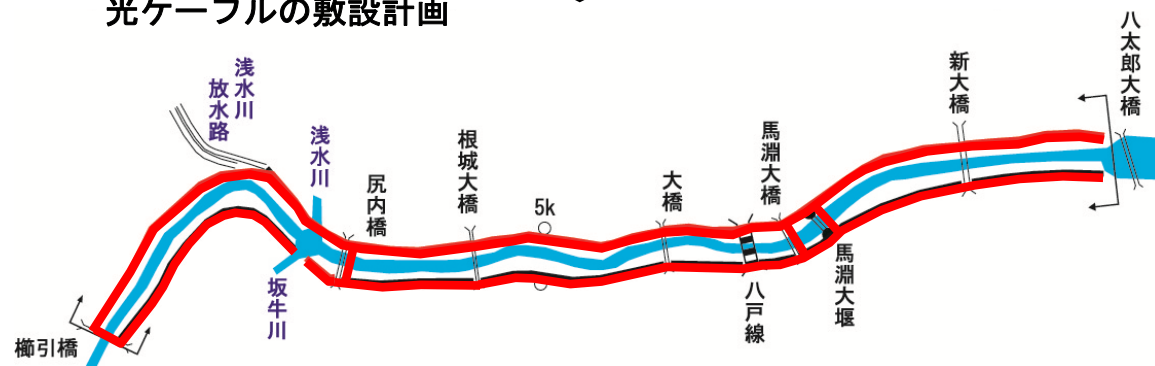 光ケーブルの敷設計画
八太郎大橋
新大橋
浅水川
放水路
浅水川
馬淵大橋
根城大橋
尻内橋
大橋
5k
馬淵大堰
坂牛川
八戸線
櫛引橋